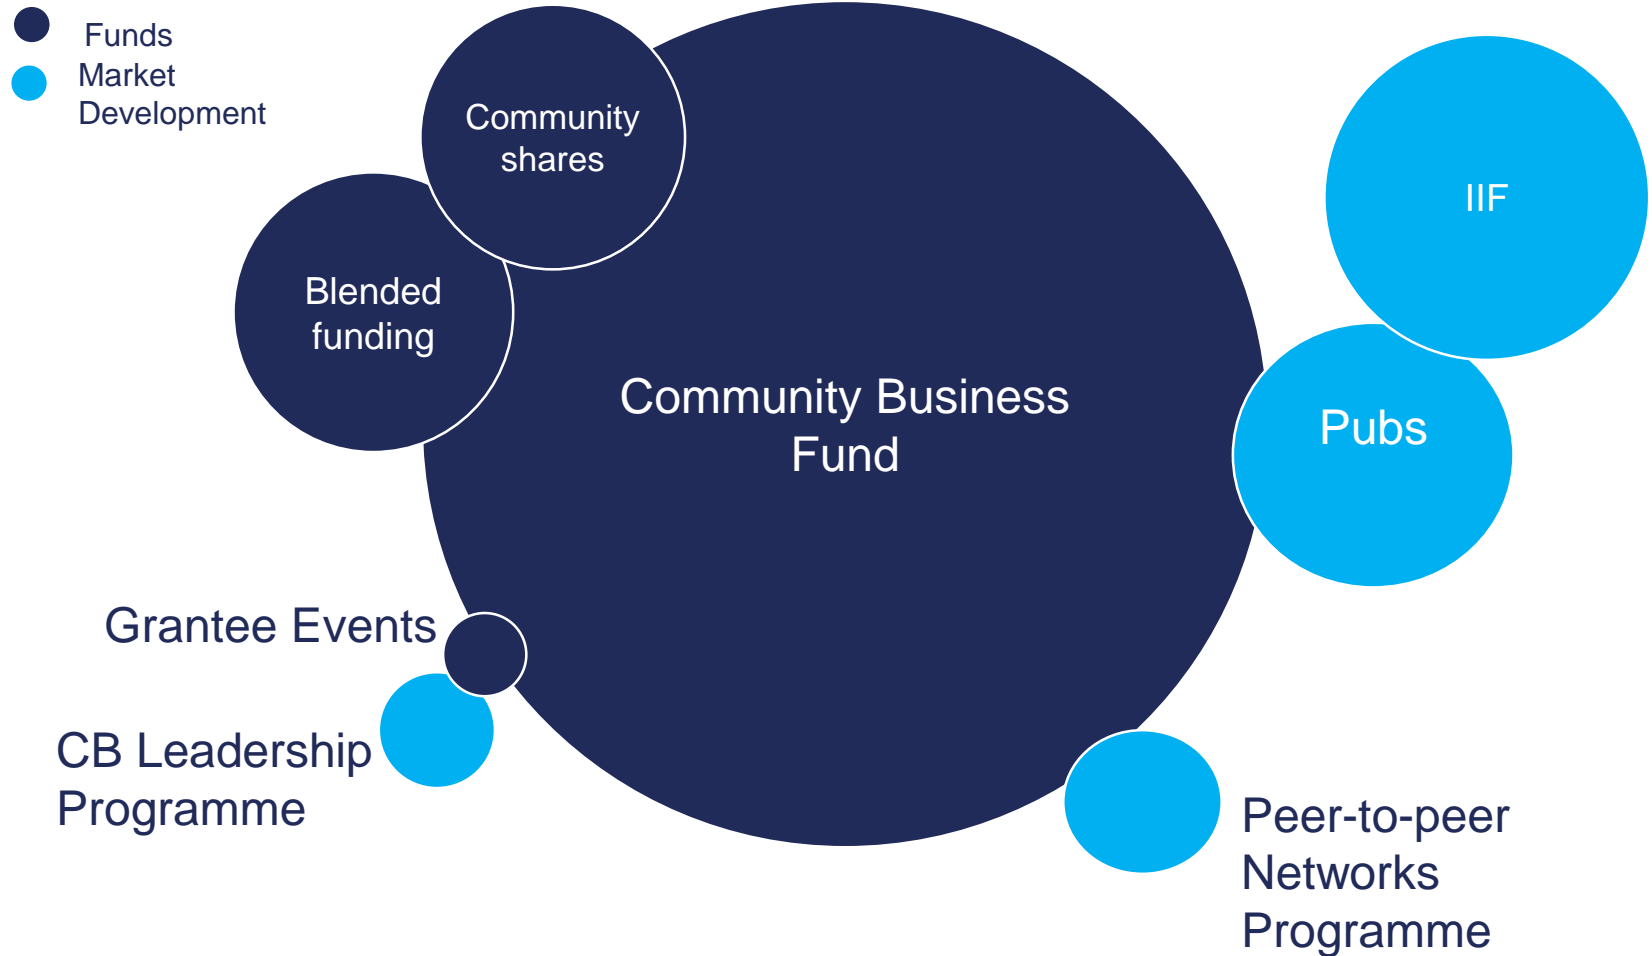 Funds
Market
Development
Community
shares
IIF
Blended
funding
Community Business
Fund
Pubs
Grantee Events
CB Leadership
Programme
Peer-to-peer
Networks
Programme